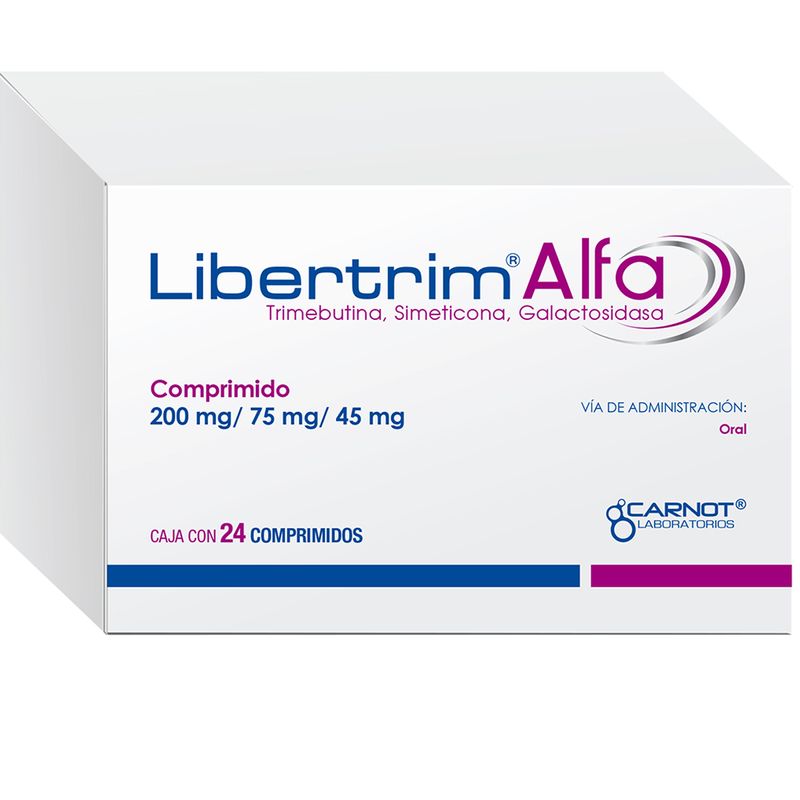 Libertrim® Alfa
Trimebutina, Simeticona, Galactosidasa
Comprimido
200 mg/ 75 mg/ 45 mg
VÍA DE ADMINISTRACIÓN:
Oral
CAJA CON 24 COMPRIMIDOS
CARNOT®
LABORATORIOS